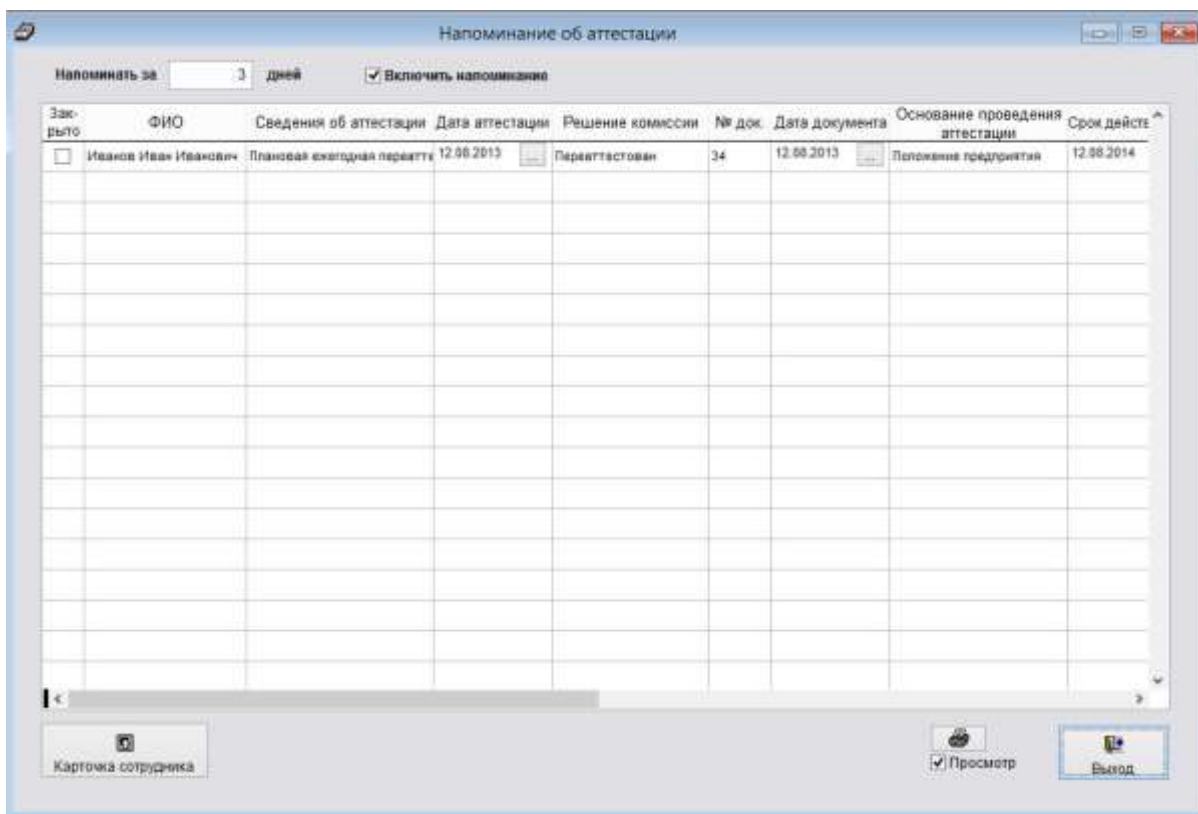 Напоминание об аттестации
Напоминать за 3 дней Включить напоминание
Зак-рыто ФИО Сведения об аттестации Дата аттестации Решение комиссии № док. Дата документа Основание проведения аттестации Срок действ
Иванов Иван Иванович Плановая ежегодная переатте 12.08.2013 ... Переаттестован 34 12.08.2013 ... Положение предприятия 12.08.2014
Карточка сотрудника
Просмотр
Выход